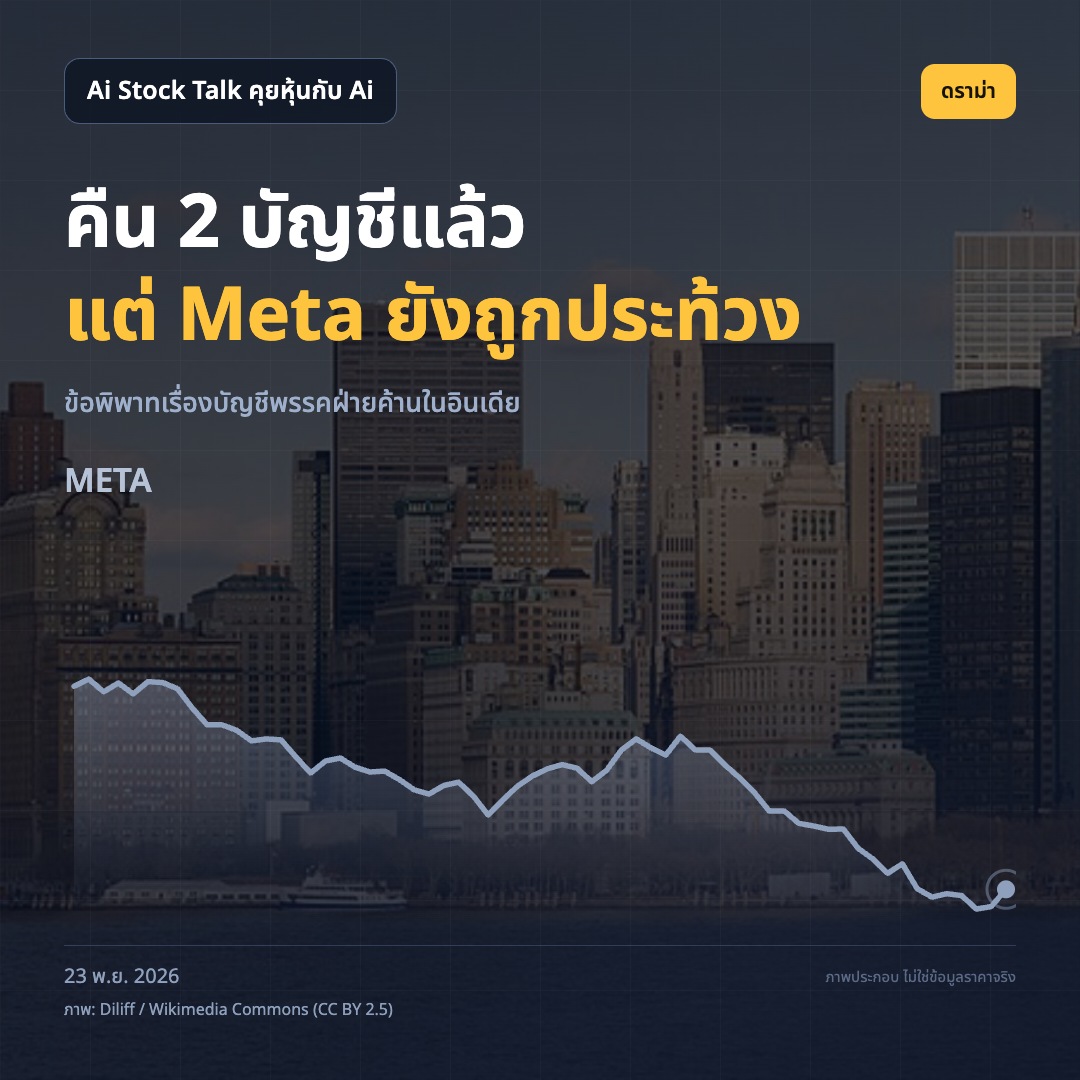 Ai Stock Talk คุยหุ้นกับ Ai
ดราม่า
คืน 2 บัญชีแล้ว
แต่ Meta ยังถูกประท้วง
ข้อพิพาทเรื่องบัญชีพรรคฝ่ายค้านในอินเดีย
META
23 พ.ย. 2026
ภาพประกอบ ไม่ใช่ข้อมูลราคาจริง
ภาพ: Diliff / Wikimedia Commons (CC BY 2.5)